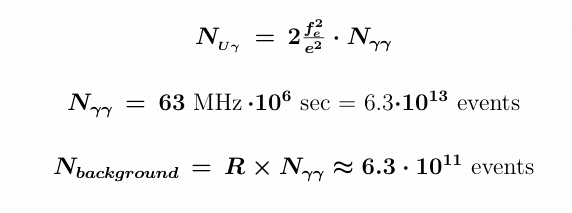 N_{Uγ} = 2 \frac{f_e^2}{e^2} · N_{γγ}
N_{γγ} = 63 MHz ·10^6 sec = 6.3·10^{13} events
N_{background} = R × N_{γγ} ≈ 6.3 · 10^{11} events